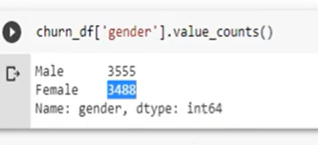 churn_df['gender'].value_counts()
Male 3555
Female 3488
Name: gender, dtype: int64